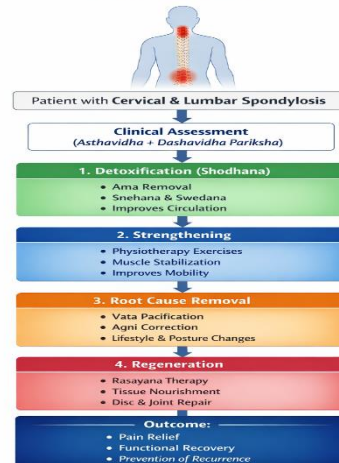 Patient with Cervical & Lumbar Spondylosis
Clinical Assessment
(Asthavidha + Dashavidha Pariksha)
1. Detoxification (Shodhana)
• Ama Removal
• Snehana & Swedana
• Improves Circulation
2. Strengthening
• Physiotherapy Exercises
• Muscle Stabilization
• Improves Mobility
3. Root Cause Removal
• Vata Pacification
• Agni Correction
• Lifestyle & Posture Changes
4. Regeneration
• Rasayana Therapy
• Tissue Nourishment
• Disc & Joint Repair
Outcome:
• Pain Relief
• Functional Recovery
• Prevention of Recurrence